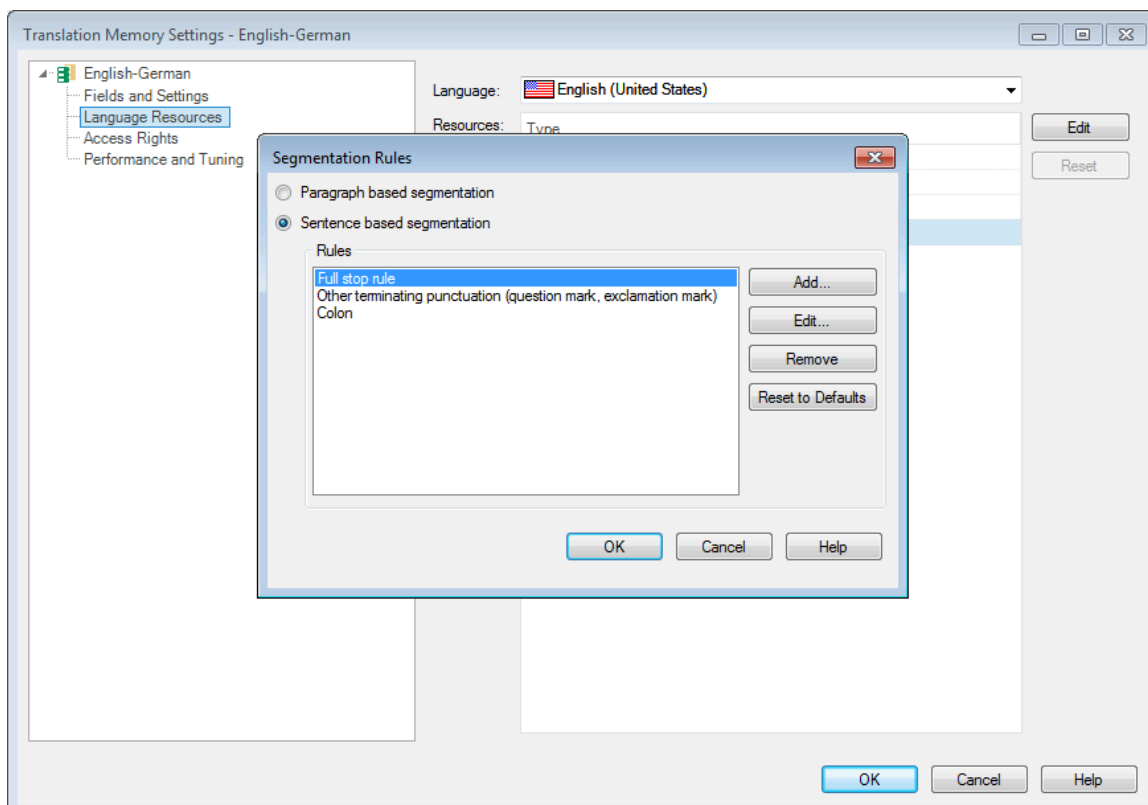 Translation Memory Settings - English-German
English-German
Fields and Settings
Language Resources
Access Rights
Performance and Tuning
Language: English (United States)
Resources: Type
Edit
Reset
Segmentation Rules
Paragraph based segmentation
Sentence based segmentation
Rules
Full stop rule
Other terminating punctuation (question mark, exclamation mark)
Colon
Add...
Edit...
Remove
Reset to Defaults
OK Cancel Help
OK Cancel Help